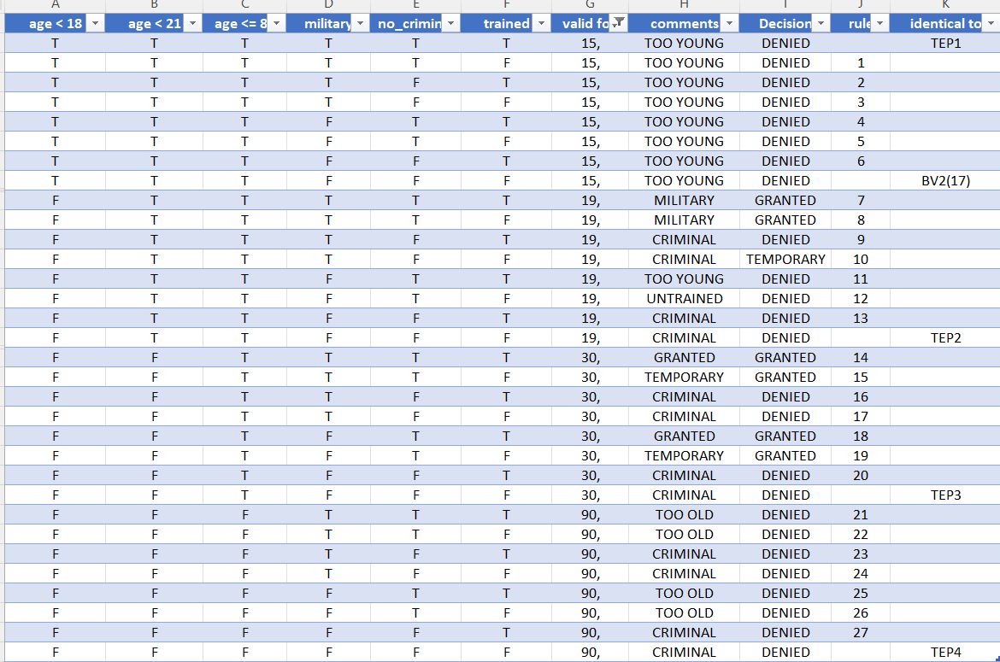 A B C D E F G H I J K
age < 18 age < 21 age <= 8 military no_crimin trained valid fo comments Decision rule identical to
T T T T T T 15, TOO YOUNG DENIED TEP1
T T T T T F 15, TOO YOUNG DENIED 1
T T T T F T 15, TOO YOUNG DENIED 2
T T T T F F 15, TOO YOUNG DENIED 3
T T T F T T 15, TOO YOUNG DENIED 4
T T T F T F 15, TOO YOUNG DENIED 5
T T T F F T 15, TOO YOUNG DENIED 6
T T T F F F 15, TOO YOUNG DENIED BV2(17)
F T T T T T 19, MILITARY GRANTED 7
F T T T T F 19, MILITARY GRANTED 8
F T T T F T 19, CRIMINAL DENIED 9
F T T T F F 19, CRIMINAL TEMPORARY 10
F T T F T T 19, TOO YOUNG DENIED 11
F T T F T F 19, UNTRAINED DENIED 12
F T T F F T 19, CRIMINAL DENIED 13
F T T F F F 19, CRIMINAL DENIED TEP2
F F T T T T 30, GRANTED GRANTED 14
F F T T T F 30, TEMPORARY GRANTED 15
F F T T F T 30, CRIMINAL DENIED 16
F F T T F F 30, CRIMINAL DENIED 17
F F T F T T 30, GRANTED GRANTED 18
F F T F T F 30, TEMPORARY GRANTED 19
F F T F F T 30, CRIMINAL DENIED 20
F F T F F F 30, CRIMINAL DENIED TEP3
F F F T T T 90, TOO OLD DENIED 21
F F F T T F 90, TOO OLD DENIED 22
F F F T F T 90, CRIMINAL DENIED 23
F F F T F F 90, CRIMINAL DENIED 24
F F F F T T 90, TOO OLD DENIED 25
F F F F T F 90, TOO OLD DENIED 26
F F F F F T 90, CRIMINAL DENIED 27
F F F F F F 90, CRIMINAL DENIED TEP4